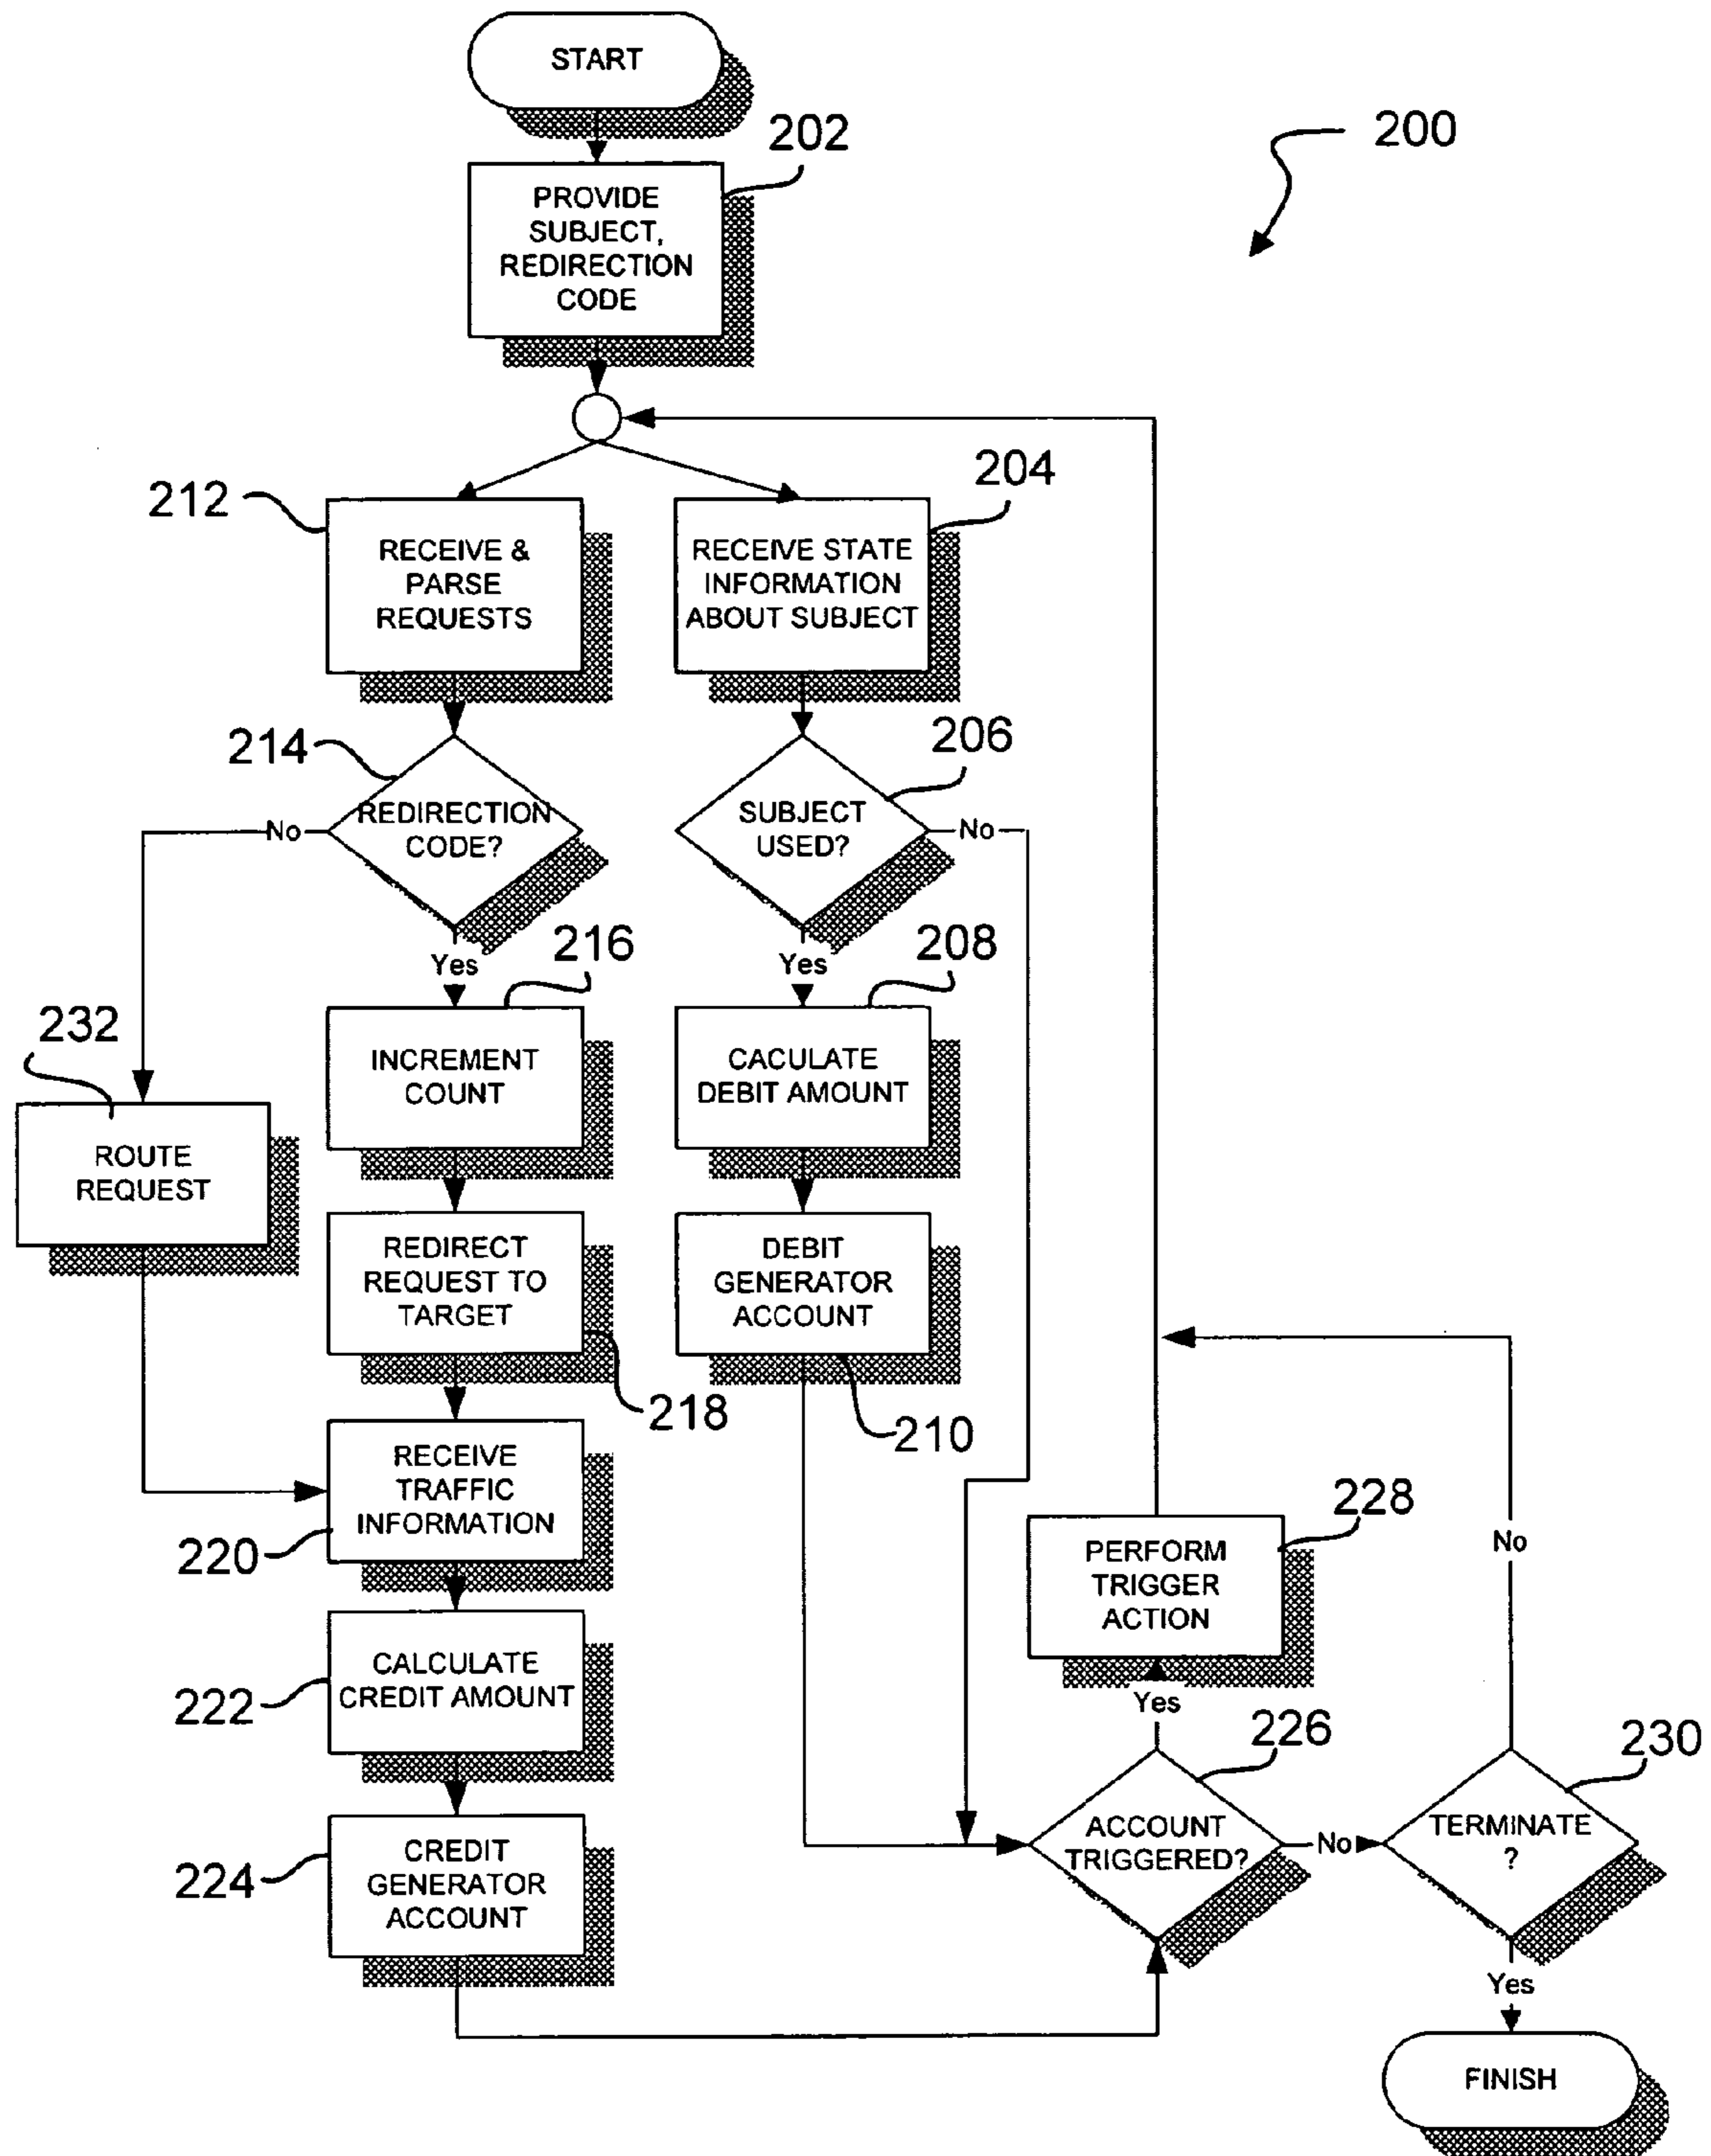 START
202
200
PROVIDE
SUBJECT,
REDIRECTION
CODE
212
204
RECEIVE &
PARSE
REQUESTS
RECEIVE STATE
INFORMATION
ABOUT SUBJECT
214
206
REDIRECTION
CODE?
No
SUBJECT
USED?
No
Yes
216
Yes
208
232
INCREMENT
COUNT
CACULATE
DEBIT AMOUNT
ROUTE
REQUEST
REDIRECT
REQUEST TO
TARGET
DEBIT
GENERATOR
ACCOUNT
218
210
RECEIVE
TRAFFIC
INFORMATION
220
228
PERFORM
TRIGGER
ACTION
No
CALCULATE
CREDIT AMOUNT
222
Yes
226
230
CREDIT
GENERATOR
ACCOUNT
224
ACCOUNT
TRIGGERED?
No
TERMINATE
?
Yes
FINISH